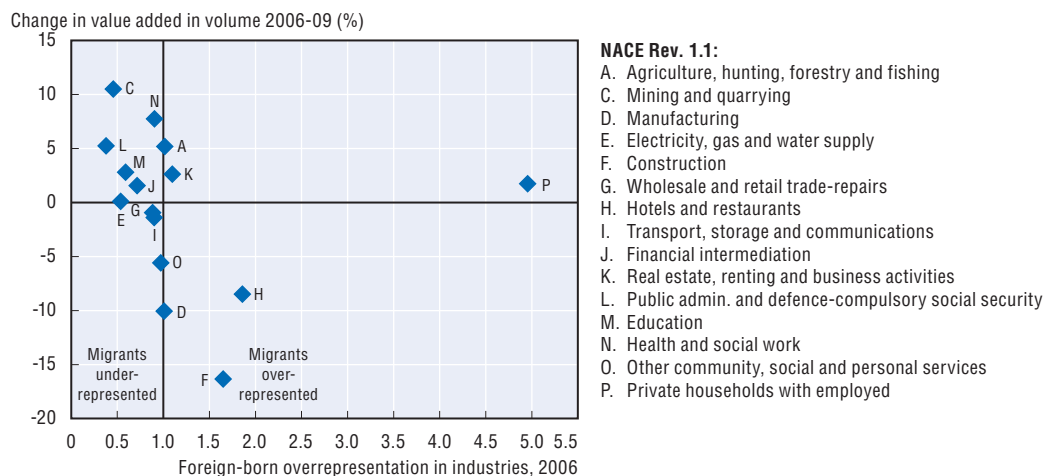 Change in value added in volume 2006-09 (%)
15
10
5
0
-5
-10
-15
-20
C
N
L
A
M
K
J
P
G
E
I
O
H
D
F
Migrants
under-
represented
Migrants
over-
represented
0 0.5 1.0 1.5 2.0 2.5 3.0 3.5 4.0 4.5 5.0 5.5
Foreign-born overrepresentation in industries, 2006
NACE Rev. 1.1:
A. Agriculture, hunting, forestry and fishing
C. Mining and quarrying
D. Manufacturing
E. Electricity, gas and water supply
F. Construction
G. Wholesale and retail trade-repairs
H. Hotels and restaurants
I. Transport, storage and communications
J. Financial intermediation
K. Real estate, renting and business activities
L. Public admin. and defence-compulsory social security
M. Education
N. Health and social work
O. Other community, social and personal services
P. Private households with employed